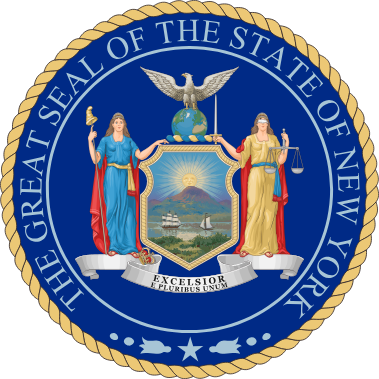 THE GREAT SEAL OF THE STATE OF NEW YORK
EXCELSIOR
E PLURIBUS UNUM